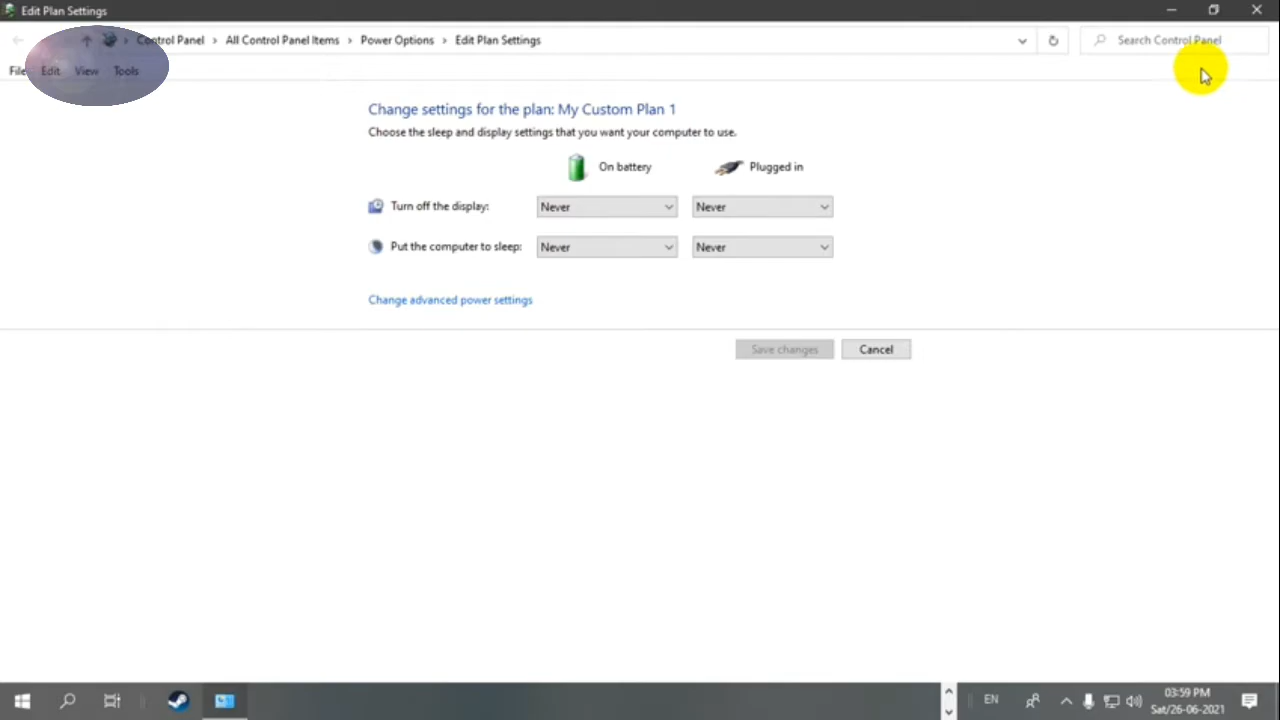 Edit Plan Settings
Control Panel › All Control Panel Items › Power Options › Edit Plan Settings
Search Control Panel
File Edit View Tools
Change settings for the plan: My Custom Plan 1
Choose the sleep and display settings that you want your computer to use.
On battery Plugged in
Turn off the display: Never Never
Put the computer to sleep: Never Never
Change advanced power settings
Save changes Cancel
EN
03:59 PM
Sat/26-06-2021